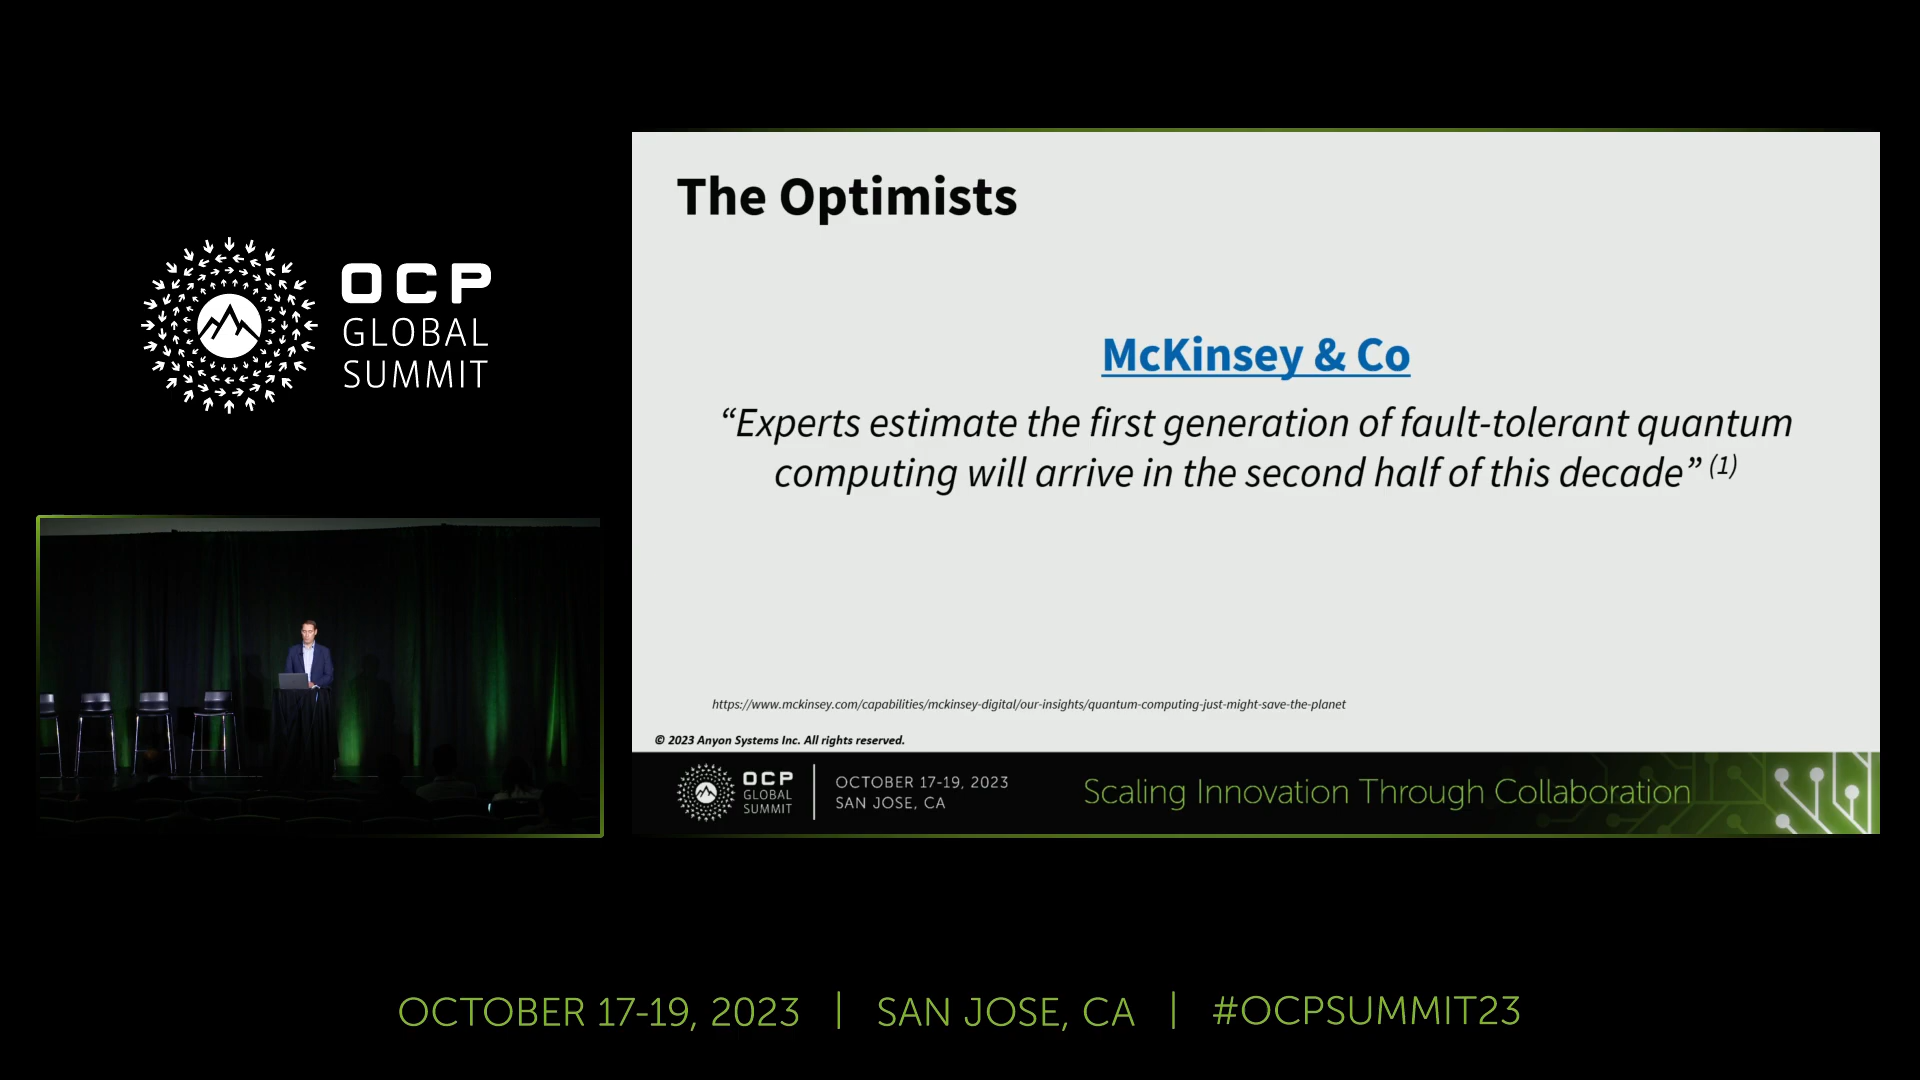 OCP
GLOBAL
SUMMIT
The Optimists
McKinsey & Co
“Experts estimate the first generation of fault-tolerant quantum
computing will arrive in the second half of this decade” (1)
https://www.mckinsey.com/capabilities/mckinsey-digital/our-insights/quantum-computing-just-might-save-the-planet
© 2023 Anyon Systems Inc. All rights reserved.
OCP
GLOBAL
SUMMIT
OCTOBER 17-19, 2023
SAN JOSE, CA
Scaling Innovation Through Collaboration
OCTOBER 17-19, 2023 | SAN JOSE, CA | #OCPSUMMIT23